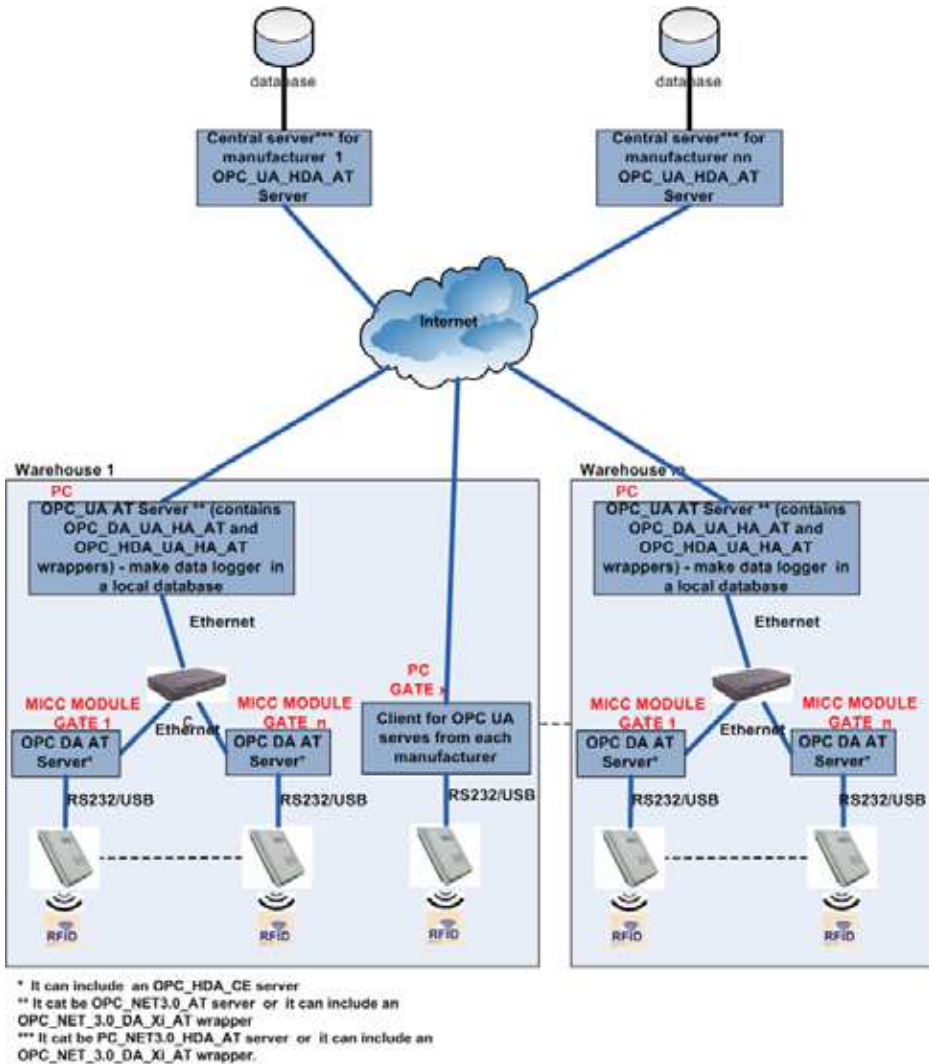 database
database
Central server*** for
manufacturer 1
OPC_UA_HDA_AT
Server
Central server*** for
manufacturer nn
OPC_UA_HDA_AT
Server
Internet
Warehouse 1
PC
OPC_UA AT Server ** (contains
OPC_DA_UA_HA_AT and
OPC_HDA_UA_HA_AT
wrappers) - make data logger in
a local database
Ethernet
MICC MODULE
GATE 1
OPC DA AT
Server*
Ethernet
MICC MODULE
GATE n
OPC DA AT
Server*
RS232/USB
RS232/USB
RFID
RFID
PC
GATE
Client for OPC UA
serves from each
manufacturer
RS232/USB
RFID
Warehouse
PC
OPC_UA AT Server ** (contains
OPC_DA_UA_HA_AT and
OPC_HDA_UA_HA_AT
wrappers) - make data logger in
a local database
Ethernet
MICC MODULE
GATE 1
OPC DA AT
Server*
Ethernet
MICC MODULE
GATE n
OPC DA AT
Server*
RS232/USB
RS232/USB
RFID
RFID
* It can include an OPC_HDA_CE server
** It cat be OPC_NET3.0_AT server or it can include an
OPC_NET_3.0_DA_Xi_AT wrapper
*** It cat be PC_NET3.0_HDA_AT server or it can include an
OPC_NET_3.0_DA_Xi_AT wrapper.